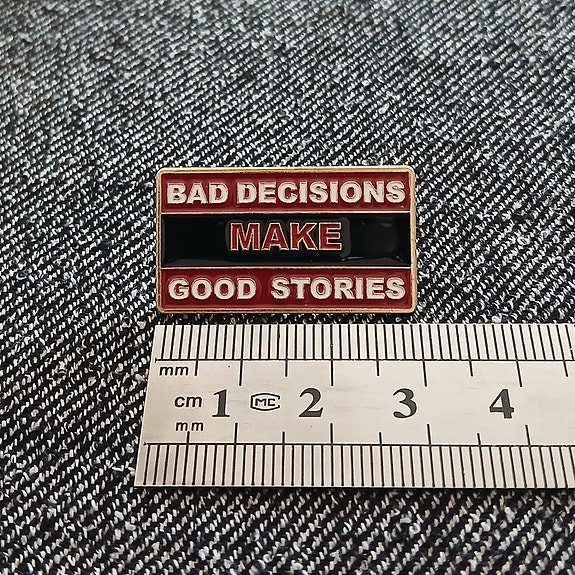 BAD DECISIONS
MAKE
GOOD STORIES
mm
cm 1 MC 2 3 4
mm